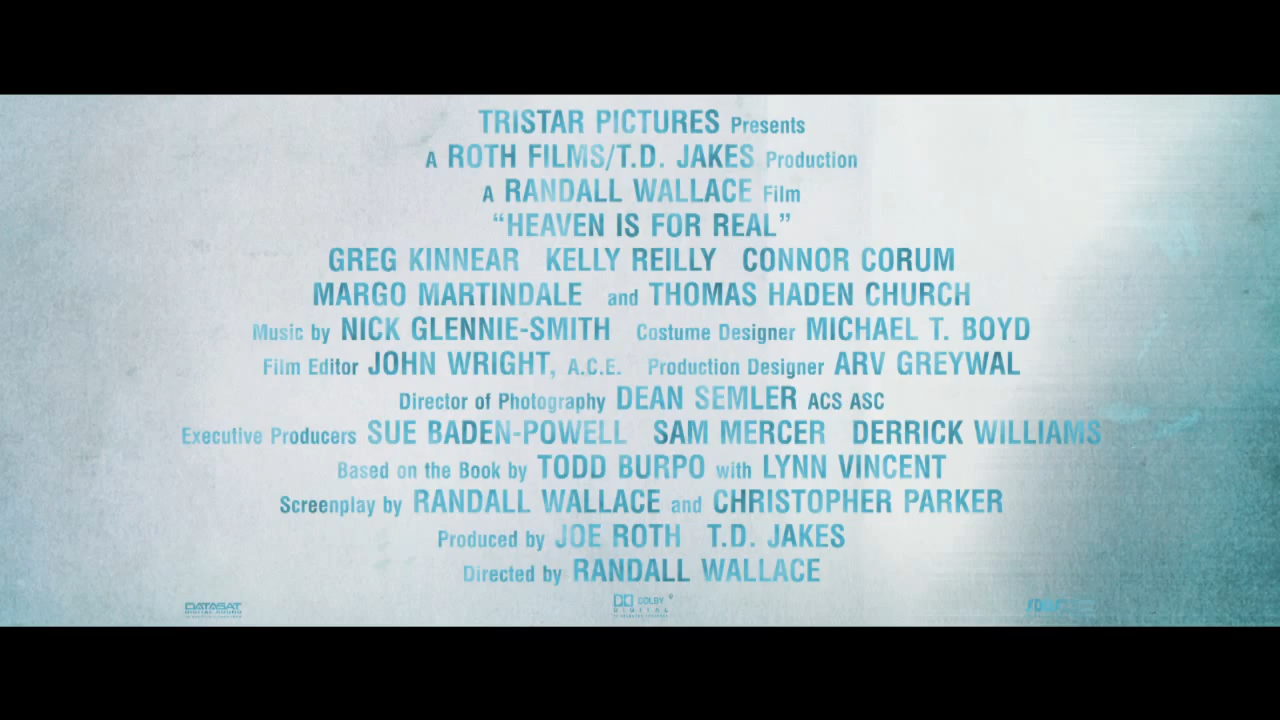 TRISTAR PICTURES Presents
A ROTH FILMS/T.D. JAKES Production
A RANDALL WALLACE Film
“HEAVEN IS FOR REAL”
GREG KINNEAR KELLY REILLY CONNOR CORUM
MARGO MARTINDALE and THOMAS HADEN CHURCH
Music by NICK GLENNIE-SMITH Costume Designer MICHAEL T. BOYD
Film Editor JOHN WRIGHT, A.C.E. Production Designer ARV GREYWAL
Director of Photography DEAN SEMLER ACS ASC
Executive Producers SUE BADEN-POWELL SAM MERCER DERRICK WILLIAMS
Based on the Book by TODD BURPO with LYNN VINCENT
Screenplay by RANDALL WALLACE and CHRISTOPHER PARKER
Produced by JOE ROTH T.D. JAKES
Directed by RANDALL WALLACE
DATASAT
DIGITAL SOUND
DOLBY
DIGITAL